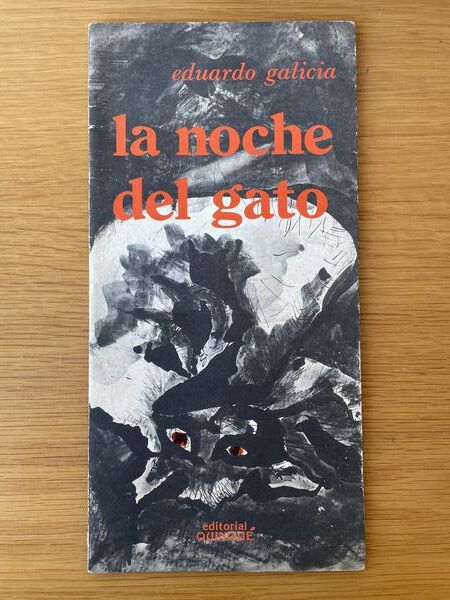 eduardo galicia
la noche
del gato
editorial
QUINQUÉ